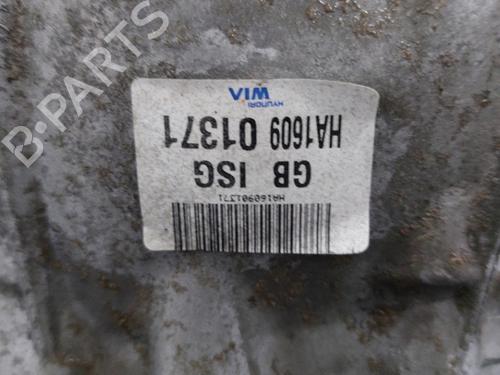 HYUNDAI
WIA
HA1609 01371
GB ISG
HA160901371
B-PARTS